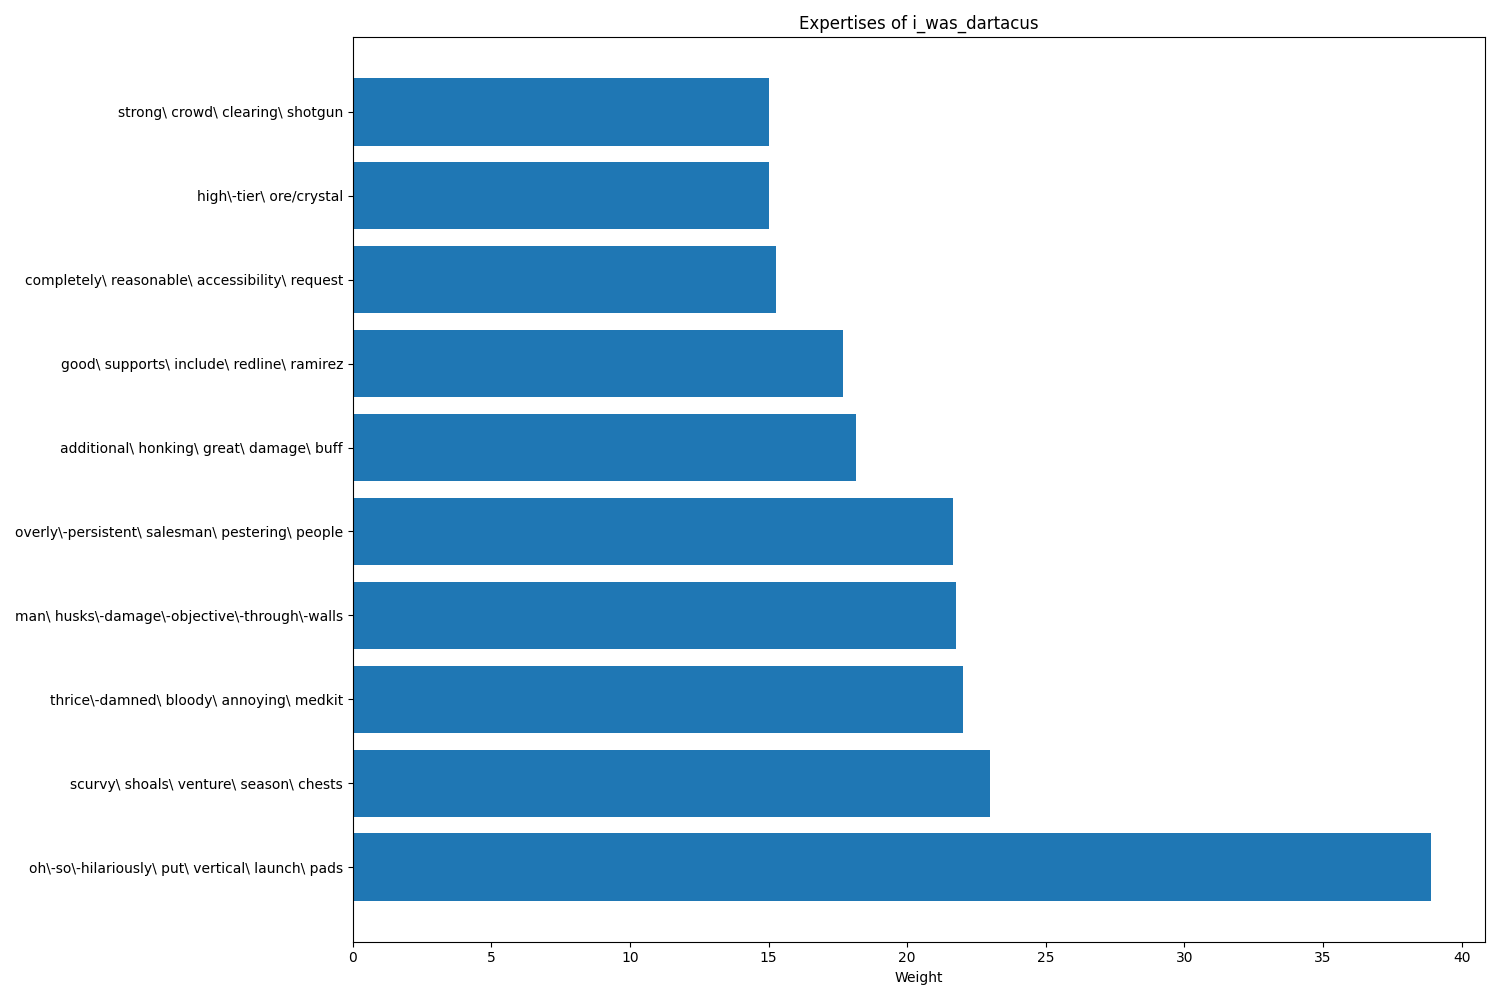 Expertises of i_was_dartacus
strong\ crowd\ clearing\ shotgun
high\-tier\ ore/crystal
completely\ reasonable\ accessibility\ request
good\ supports\ include\ redline\ ramirez
additional\ honking\ great\ damage\ buff
overly\-persistent\ salesman\ pestering\ people
man\ husks\-damage\-objective\-through\-walls
thrice\-damned\ bloody\ annoying\ medkit
scurvy\ shoals\ venture\ season\ chests
oh\-so\-hilariously\ put\ vertical\ launch\ pads
0 5 10 15 20 25 30 35 40
Weight